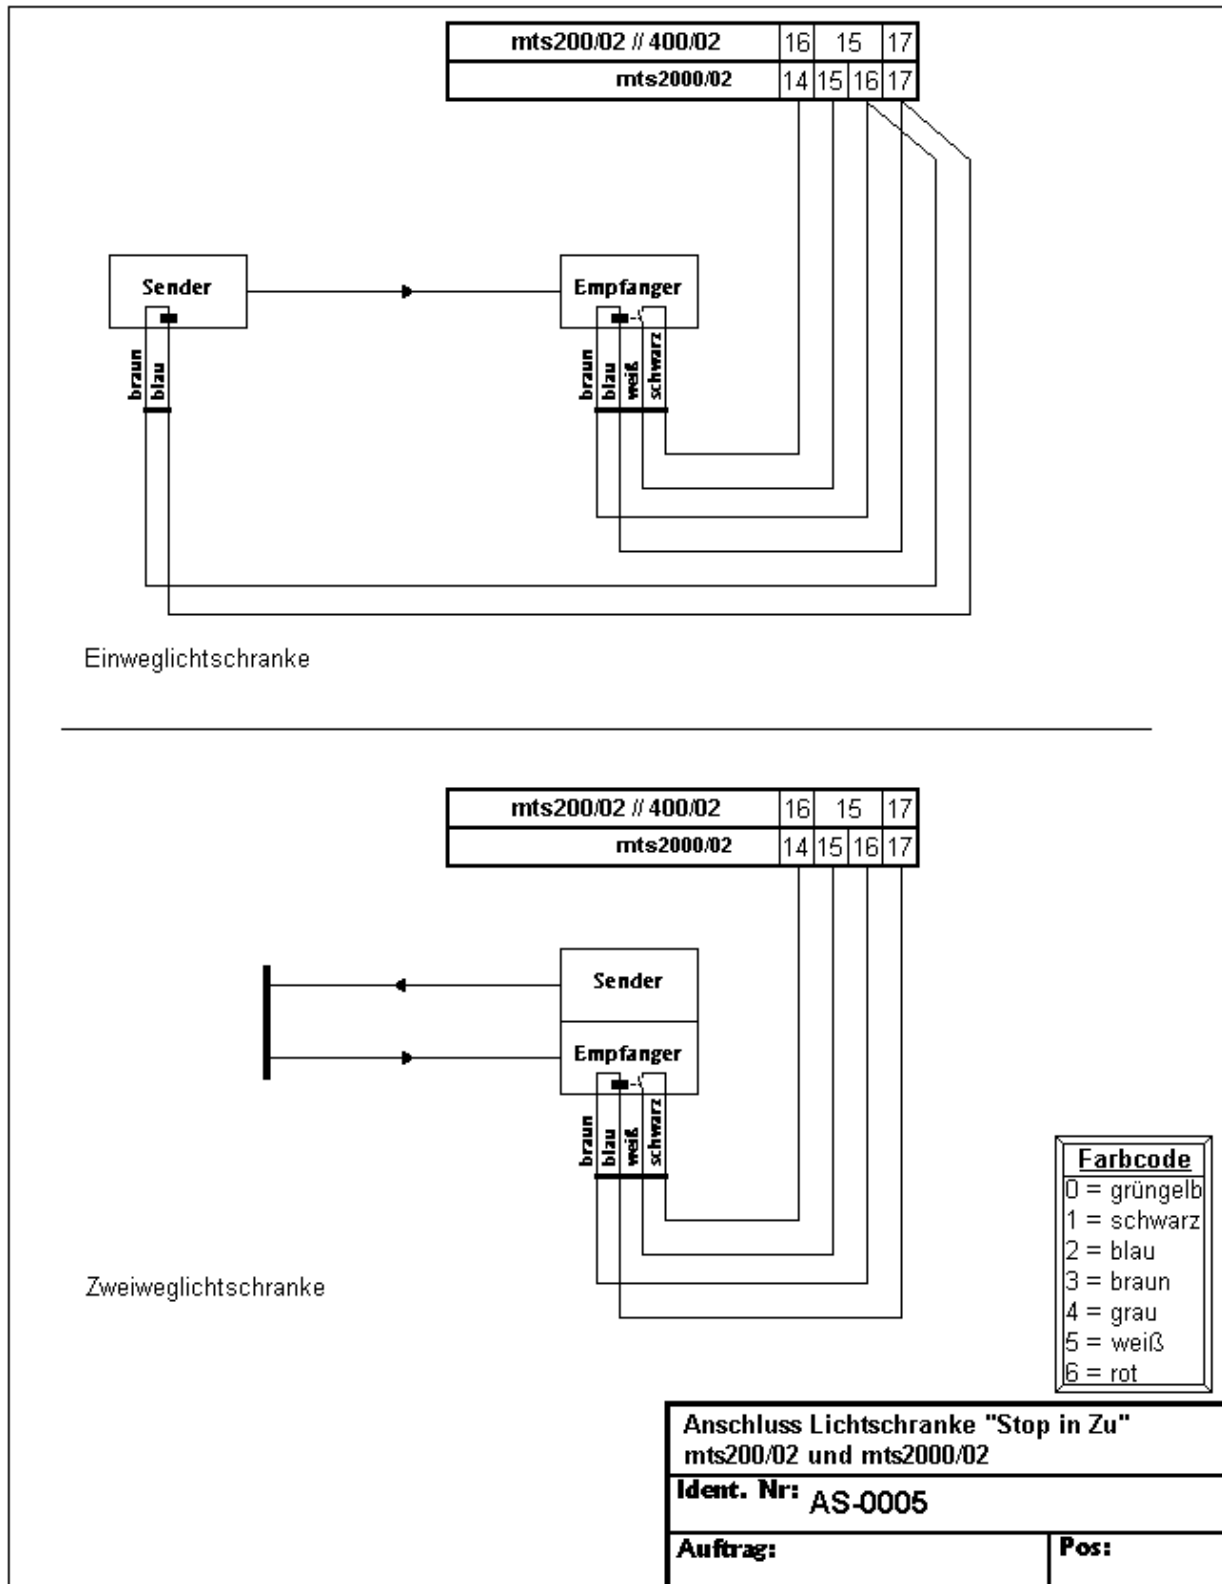 mts200/02 // 400/02 16 15 17
mts2000/02 14 15 16 17
Sender
Empfanger
braun
blau
braun
blau
weiß
schwarz
Einweglichtschranke
mts200/02 // 400/02 16 15 17
mts2000/02 14 15 16 17
Sender
Empfanger
braun
blau
weiß
schwarz
Zweiweglichtschranke
Farbcode
0 = grüngelb
1 = schwarz
2 = blau
3 = braun
4 = grau
5 = weiß
6 = rot
Anschluss Lichtschranke "Stop in Zu"
mts200/02 und mts2000/02
Ident. Nr: AS-0005
Auftrag: Pos: